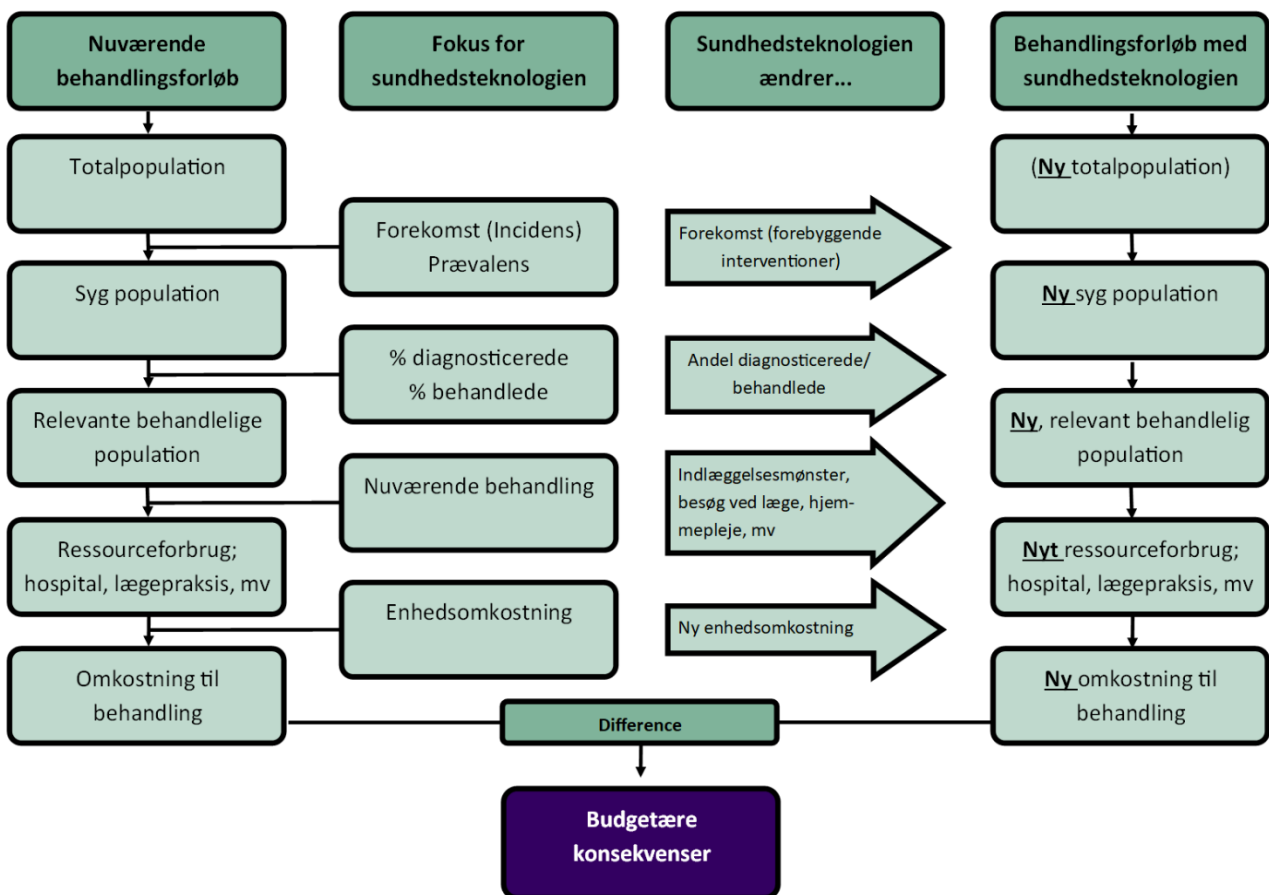 Nuværende
behandlingsforløb
Fokus for
sundhedsteknologien
Sundhedsteknologien
ændrer...
Behandlingsforløb med
sundhedsteknologien
Totalpopulation
(Ny totalpopulation)
Forekomst (Incidens)
Prævalens
Forekomst (forebyggende
interventioner)
Syg population
Ny syg population
% diagnosticerede
% behandlede
Andel diagnosticerede/
behandlede
Relevante behandlelige
population
Ny, relevant behandlelig
population
Nuværende behandling
Indlæggelsesmønster,
besøg ved læge, hjem-
mepleje, mv
Ressourceforbrug;
hospital, lægepraksis, mv
Nyt ressourceforbrug;
hospital, lægepraksis, mv
Enhedsomkostning
Ny enhedsomkostning
Omkostning til
behandling
Ny omkostning til
behandling
Difference
Budgetære
konsekvenser